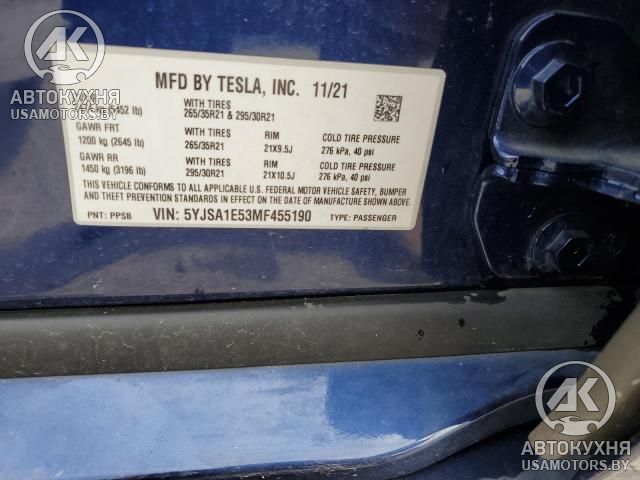 MFD BY TESLA, INC. 11/21
WITH TIRES
265/35R21 & 295/30R21
GAWR FRT WITH TIRES RIM COLD TIRE PRESSURE
1200 kg (2645 lb) 265/35R21 21X9.5J 276 kPa, 40 psi
GAWR RR WITH TIRES RIM COLD TIRE PRESSURE
1450 kg (3196 lb) 295/30R21 21X10.5J 276 kPa, 40 psi
THIS VEHICLE CONFORMS TO ALL APPLICABLE U.S. FEDERAL MOTOR VEHICLE SAFETY, BUMPER
AND THEFT PREVENTION STANDARDS IN EFFECT ON THE DATE OF MANUFACTURE SHOWN ABOVE.
PNT: PPSB VIN: 5YJSA1E53MF455190 TYPE: PASSENGER
АВТОКУХНЯ
USAMOTORS.BY
АВТОКУХНЯ
USAMOTORS.BY
АВТОКУХНЯ
USAMOTORS.BY